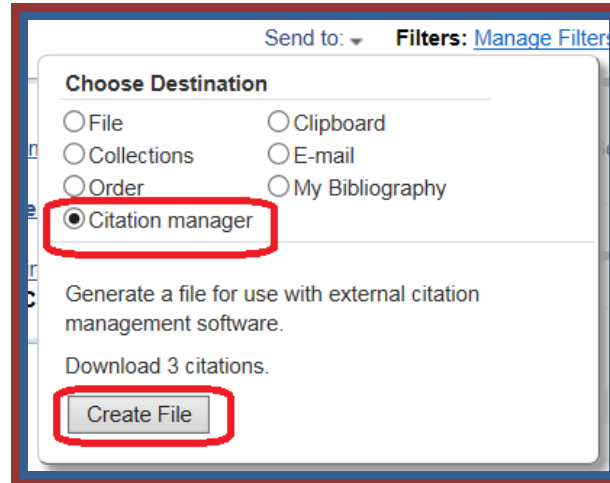 Send to: Filters: Manage Filters
Choose Destination
File Clipboard
Collections E-mail
Order My Bibliography
Citation manager
Generate a file for use with external citation
management software.
Download 3 citations.
Create File